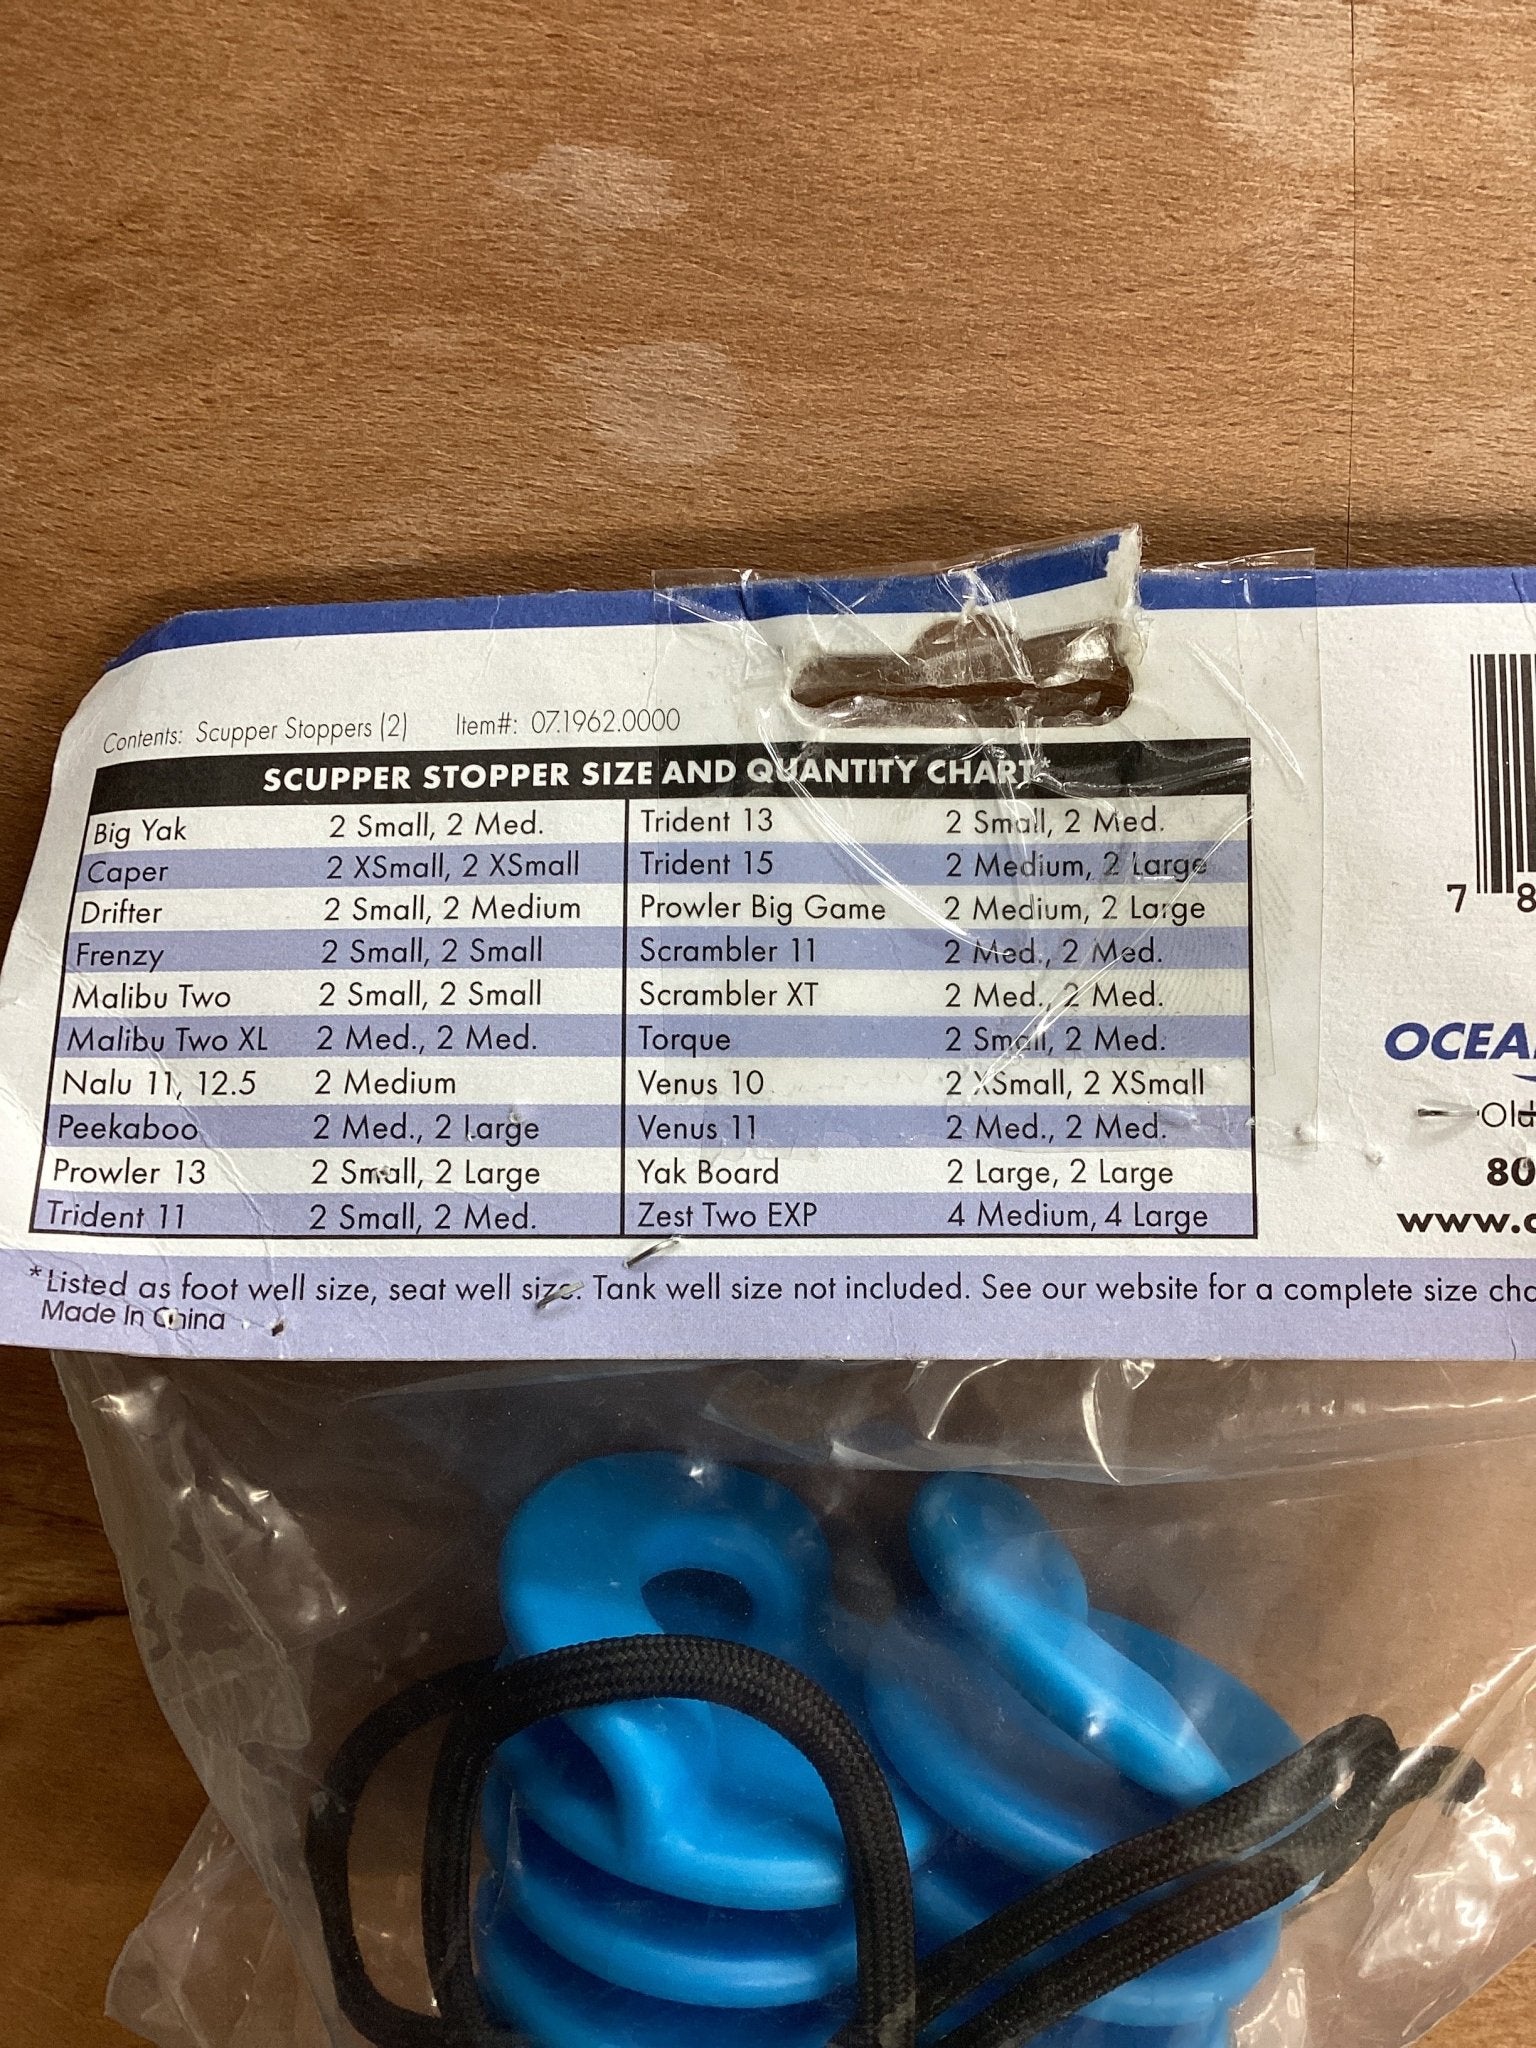 Contents: Scupper Stoppers (2) Item#: 07.1962.0000
SCUPPER STOPPER SIZE AND QUANTITY CHART*
Big Yak 2 Small, 2 Med. Trident 13 2 Small, 2 Med.
Caper 2 XSmall, 2 XSmall Trident 15 2 Medium, 2 Large
Drifter 2 Small, 2 Medium Prowler Big Game 2 Medium, 2 Large
Frenzy 2 Small, 2 Small Scrambler 11 2 Med., 2 Med.
Malibu Two 2 Small, 2 Small Scrambler XT 2 Med., 2 Med.
Malibu Two XL 2 Med., 2 Med. Torque 2 Small, 2 Med.
Nalu 11, 12.5 2 Medium Venus 10 2 XSmall, 2 XSmall
Peekaboo 2 Med., 2 Large Venus 11 2 Med., 2 Med.
Prowler 13 2 Small, 2 Large Yak Board 2 Large, 2 Large
Trident 11 2 Small, 2 Med. Zest Two EXP 4 Medium, 4 Large
*Listed as foot well size, seat well size. Tank well size not included. See our website for a complete size
Made In China
7 8
OCEA
Old
80
www.